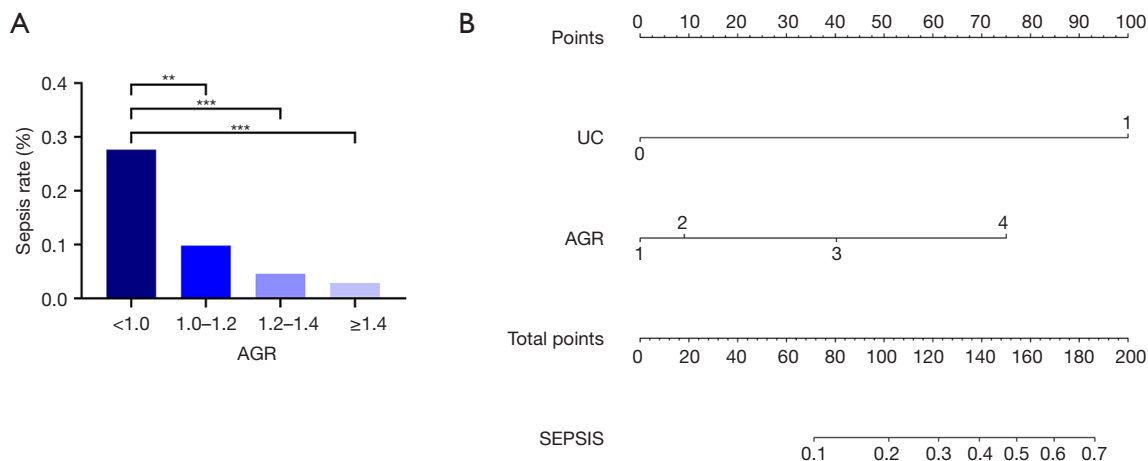 A
Sepsis rate (%)
0.4
0.3
0.2
0.1
0.0
**
***
***
<1.0 1.0–1.2 1.2–1.4 ≥1.4
AGR
B
Points
0 10 20 30 40 50 60 70 80 90 100
UC
0 1
AGR
1 2 3 4
Total points
0 20 40 60 80 100 120 140 160 180 200
SEPSIS
0.1 0.2 0.3 0.4 0.5 0.6 0.7